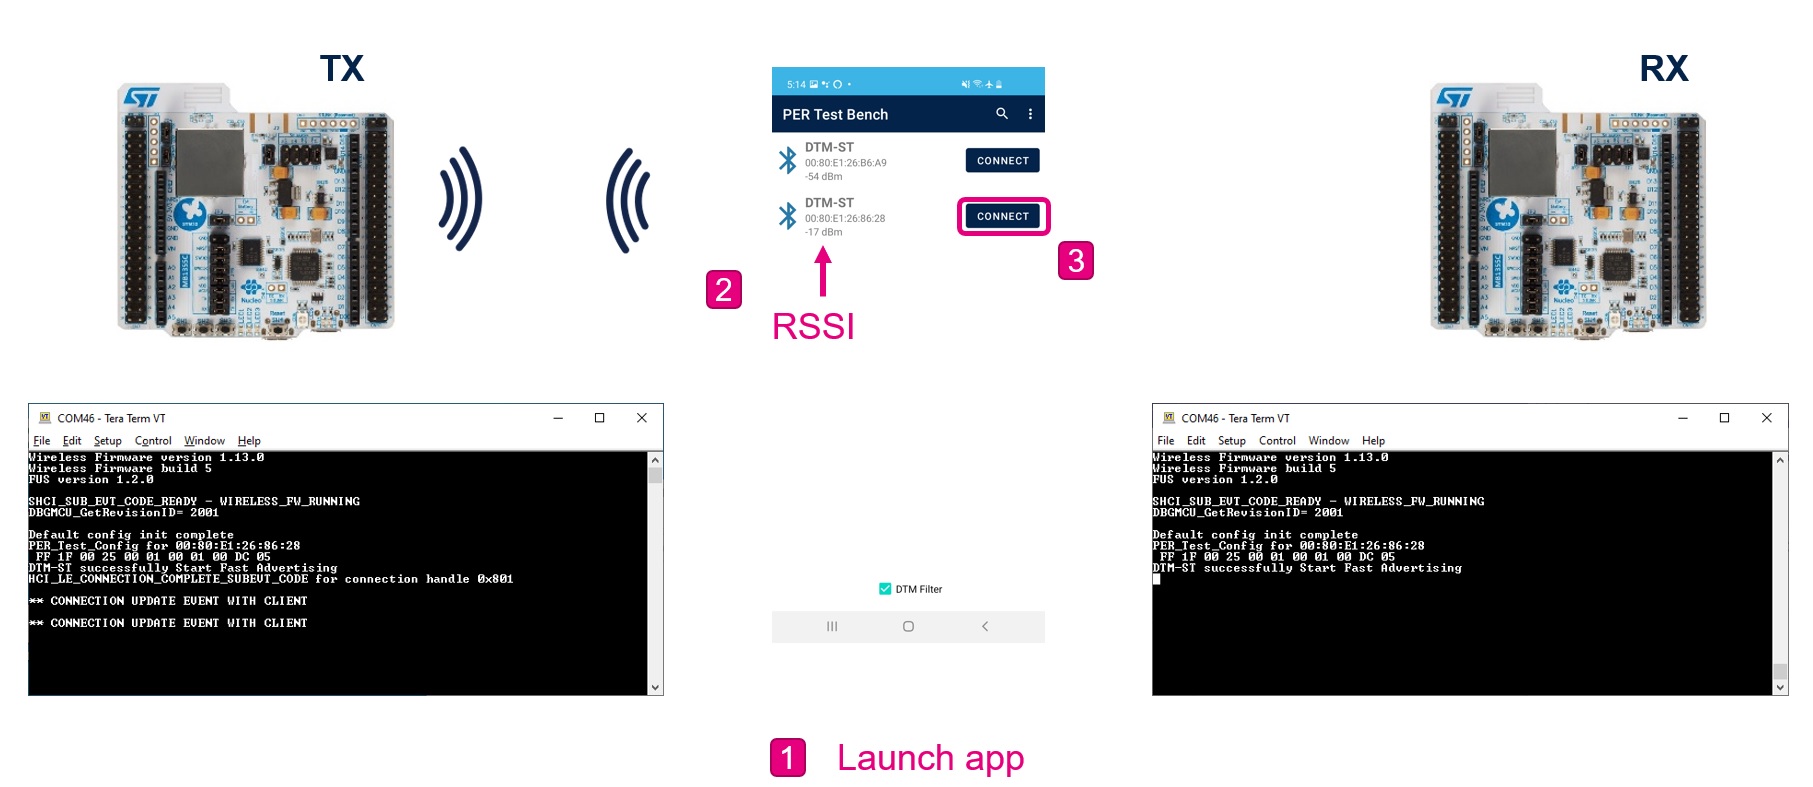 TX
RX
5:14
PER Test Bench
DTM-ST
00:80:E1:26:B6:A9
-54 dBm
CONNECT
DTM-ST
00:80:E1:26:86:28
-17 dBm
CONNECT
2
3
RSSI
COM46 - Tera Term VT
File Edit Setup Control Window Help
Wireless Firmware version 1.13.0
Wireless Firmware build 5
FUS version 1.2.0
SHCI_SUB_EVT_CODE_READY - WIRELESS_FW_RUNNING
DBGMCU_GetRevisionID= 2001
Default config init complete
PER_Test_Config for 00:80:E1:26:86:28
FF 1F 00 25 00 01 00 01 00 DC 05
DTM-ST successfully Start Fast Advertising
HCI_LE_CONNECTION_COMPLETE_SUBEVT_CODE for connection handle 0x801
** CONNECTION UPDATE EVENT WITH CLIENT
** CONNECTION UPDATE EVENT WITH CLIENT
DTM Filter
COM46 - Tera Term VT
File Edit Setup Control Window Help
Wireless Firmware version 1.13.0
Wireless Firmware build 5
FUS version 1.2.0
SHCI_SUB_EVT_CODE_READY - WIRELESS_FW_RUNNING
DBGMCU_GetRevisionID= 2001
Default config init complete
PER_Test_Config for 00:80:E1:26:86:28
FF 1F 00 25 00 01 00 01 00 DC 05
DTM-ST successfully Start Fast Advertising
1 Launch app